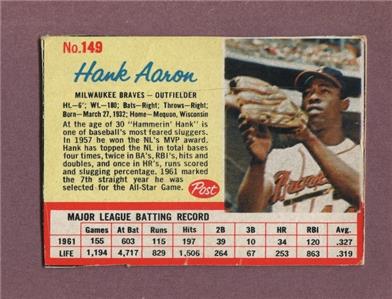 No.149
Hank Aaron
MILWAUKEE BRAVES — OUTFIELDER
Ht.—6'; Wt.—180; Bats—Right; Throws—Right;
Born—March 27, 1932; Home—Mequon, Wisconsin
At the age of 30 "Hammerin' Hank" is
one of baseball's most feared sluggers.
In 1957 he won the NL's MVP award.
Hank has topped the NL in total bases
four times, twice in BA's, RBI's, hits
and doubles, and once in HR's, runs
scored and slugging percentage. 1961
marked the 7th straight year he was
selected for the All-Star Game.
Post
Braves
MAJOR LEAGUE BATTING RECORD
Games At Bat Runs Hits 2B 3B HR RBI Avg.
1961 155 603 115 197 39 10 34 120 .327
LIFE 1,194 4,717 829 1,506 264 67 253 863 .319